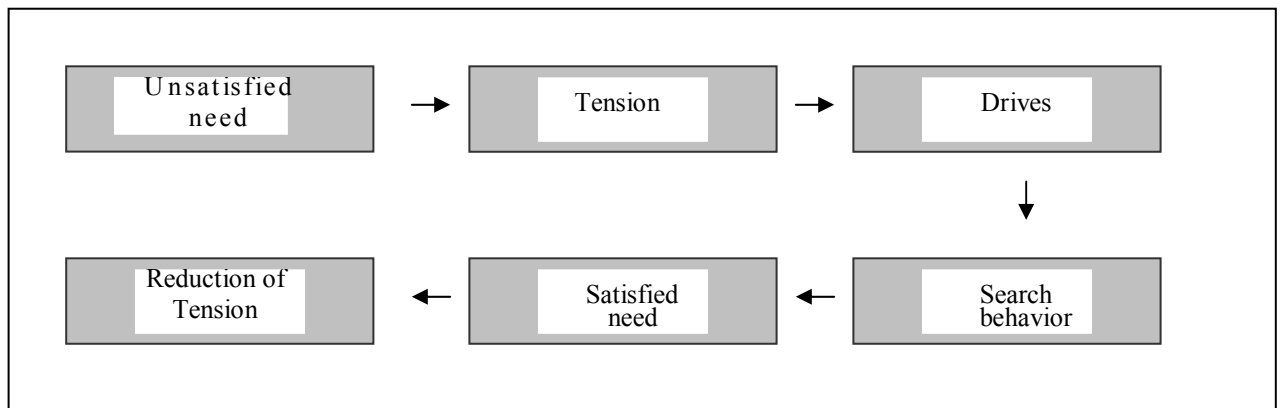 Unsatisfied
need
Tension
Drives
Reduction of
Tension
Satisfied
need
Search
behavior